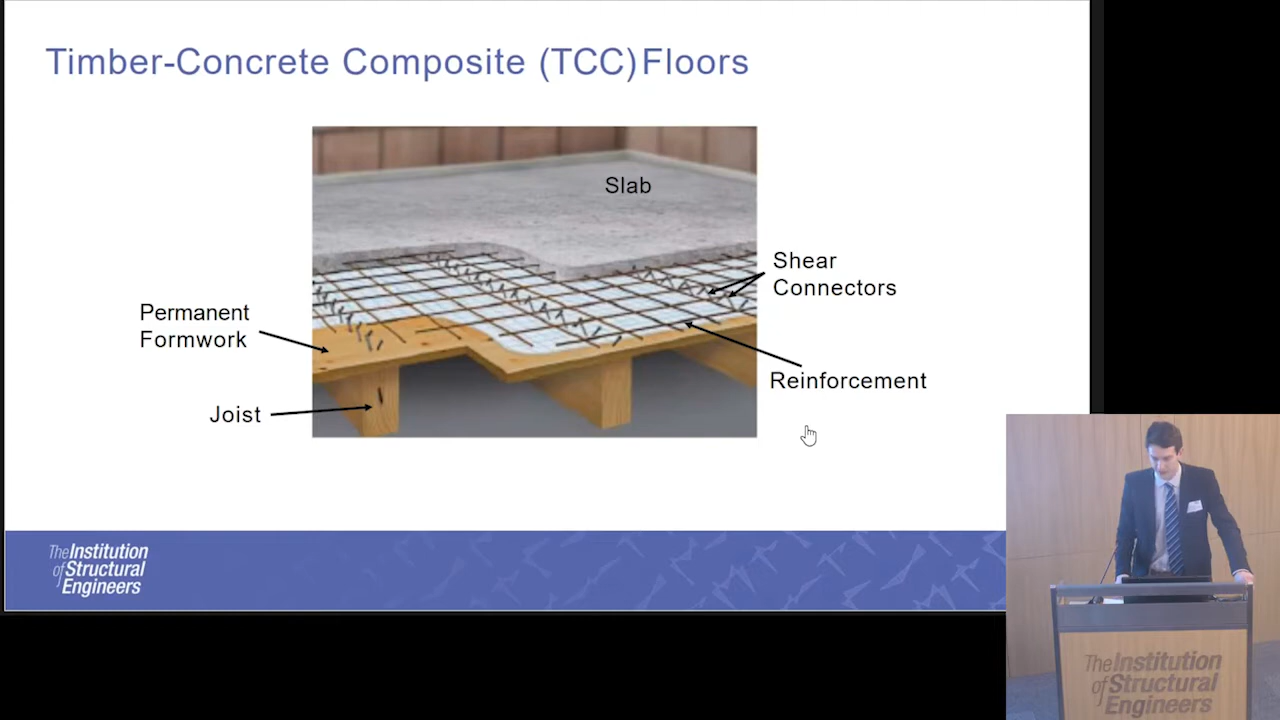 Timber-Concrete Composite (TCC) Floors
Slab
Shear
Connectors
Permanent
Formwork
Reinforcement
Joist
The Institution
of Structural
Engineers
The Institution
of Structural
Engineers